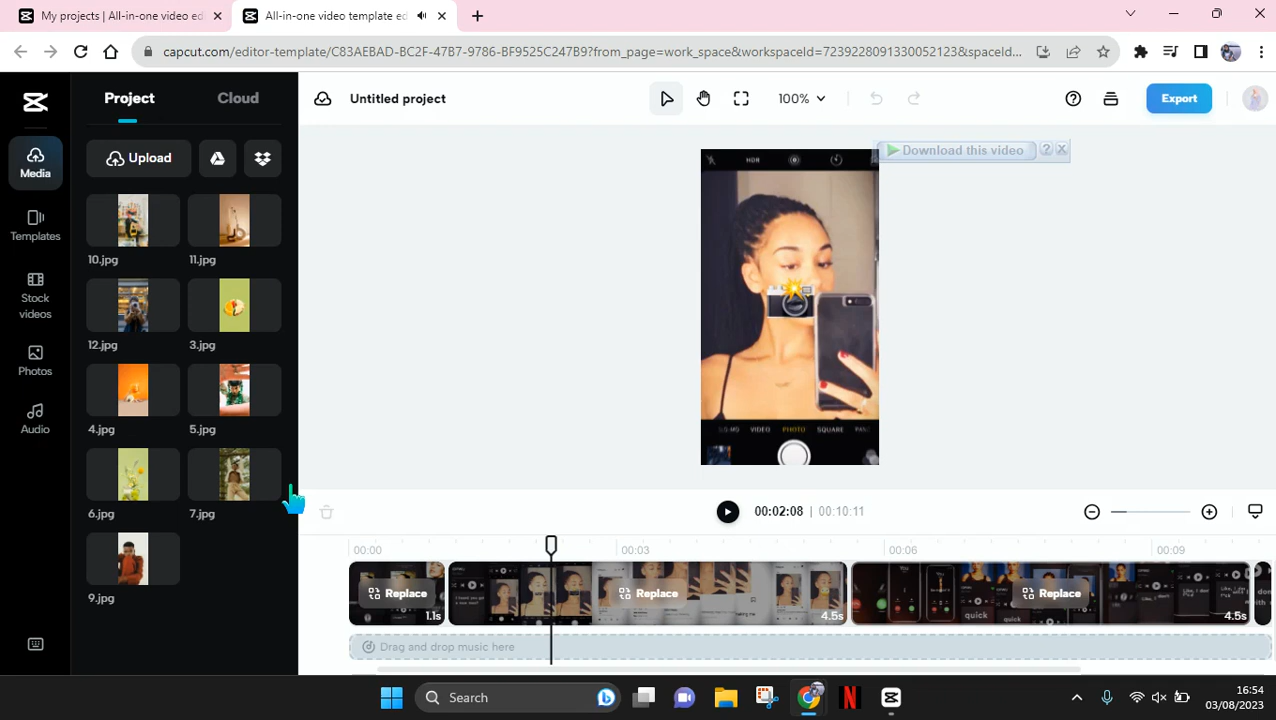 My projects | All-in-one video ed
All-in-one video template ed
capcut.com/editor-template/C83AEBAD-BC2F-47B7-9786-BF9525C247B9?from_page=work_space&workspaceId=7239228091330052123&spaceId...
Project
Cloud
Untitled project
100%
Export
Upload
Media
Templates
Stock videos
Photos
Audio
10.jpg
11.jpg
12.jpg
3.jpg
4.jpg
5.jpg
6.jpg
7.jpg
9.jpg
HDR
Download this video
?
VIDEO
PHOTO
SQUARE
00:02:08 | 00:10:11
00:00
00:03
00:06
00:09
Replace
1.1s
Replace
4.5s
Replace
quick
4.5s
Drag and drop music here
Search
16:54
03/08/2023